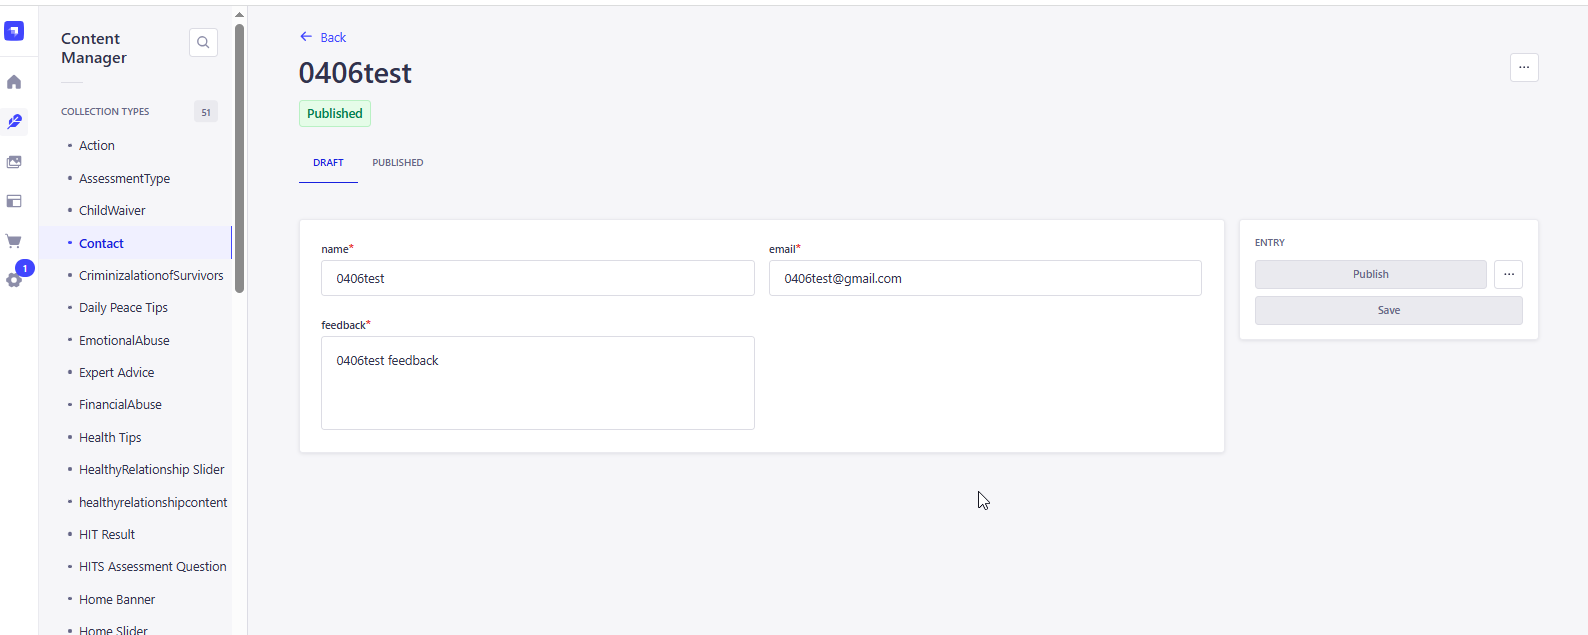 Content
Manager
COLLECTION TYPES 51
Action
AssessmentType
ChildWaiver
Contact
CriminizalationofSurvivors
Daily Peace Tips
EmotionalAbuse
Expert Advice
FinancialAbuse
Health Tips
HealthyRelationship Slider
healthyrelationshipcontent
HIT Result
HITS Assessment Question
Home Banner
Home Slider
1
Back
0406test
...
Published
DRAFT PUBLISHED
name* email*
0406test 0406test@gmail.com
feedback*
0406test feedback
ENTRY
Publish ...
Save